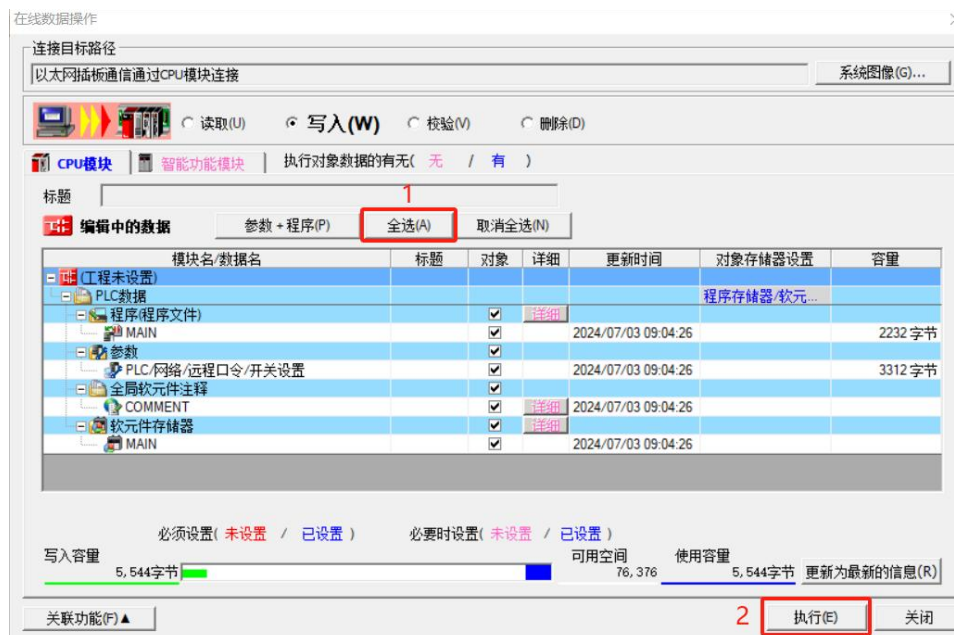 在线数据操作
连接目标路径
以太网插板通信通过CPU模块连接
系统图像(G)...
读取(U) 写入(W) 校验(V) 删除(D)
CPU模块 智能功能模块 执行对象数据的有无( 无 / 有 )
标题
1
编辑中的数据 参数+程序(P) 全选(A) 取消全选(N)
模块名/数据名 标题 对象 详细 更新时间 对象存储器设置 容量
(工程未设置)
PLC数据 程序存储器/软元...
程序(程序文件) 详细
MAIN 2024/07/03 09:04:26 2232 字节
参数
PLC/网络/远程口令/开关设置 2024/07/03 09:04:26 3312 字节
全局软元件注释
COMMENT 详细 2024/07/03 09:04:26
软元件存储器 详细
MAIN 2024/07/03 09:04:26
必须设置( 未设置 / 已设置 ) 必要时设置( 未设置 / 已设置 )
写入容量 可用空间 使用容量
5,544字节 76,376 5,544字节 更新为最新的信息(R)
关联功能(F)▲ 2 执行(E) 关闭